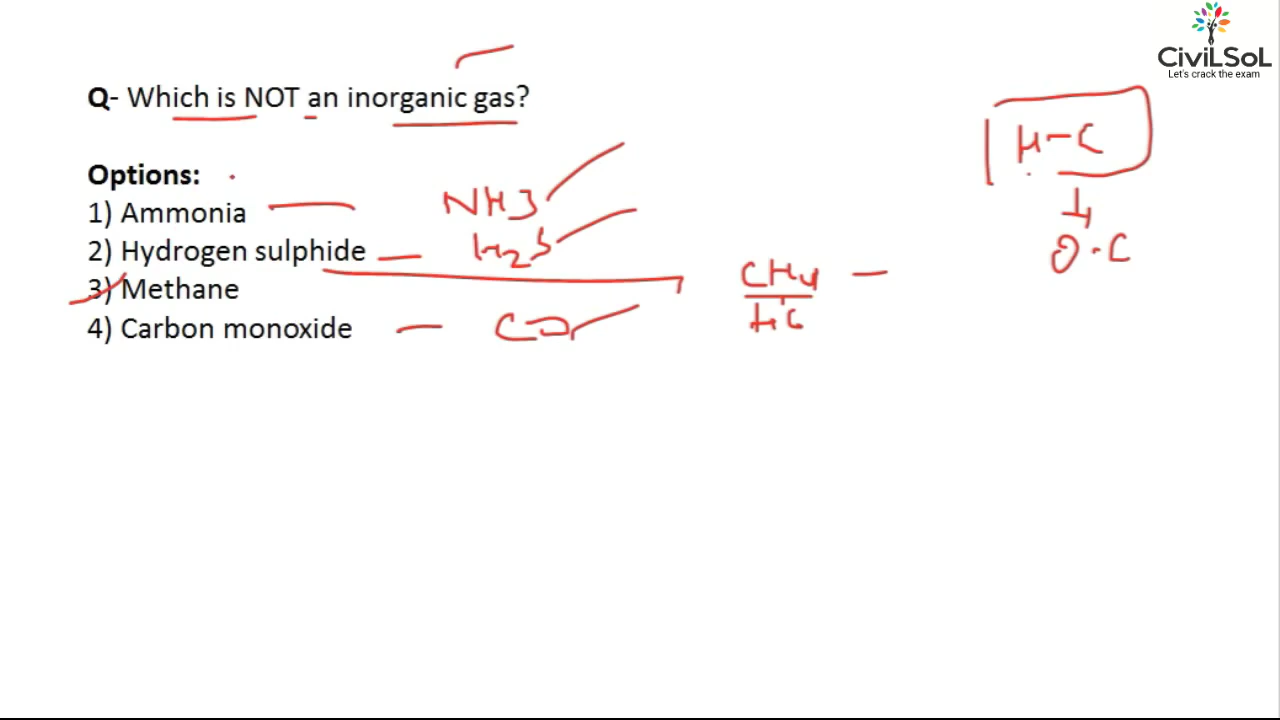 CiviLSoL
Let's crack the exam
Q- Which is NOT an inorganic gas?
Options:
1) Ammonia
2) Hydrogen sulphide
3) Methane
4) Carbon monoxide
NH3
H2S
CH4
HC
CO
H-C
O.C